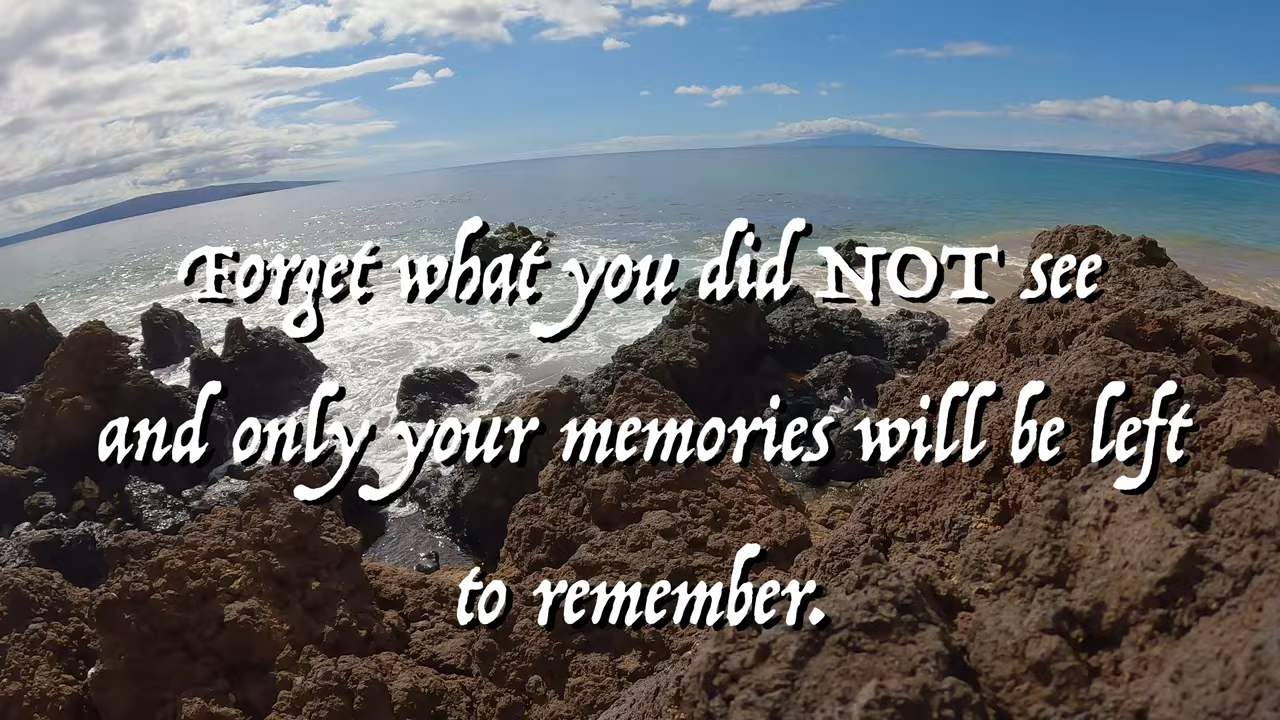 Forget what you did NOT see
and only your memories will be left
to remember.